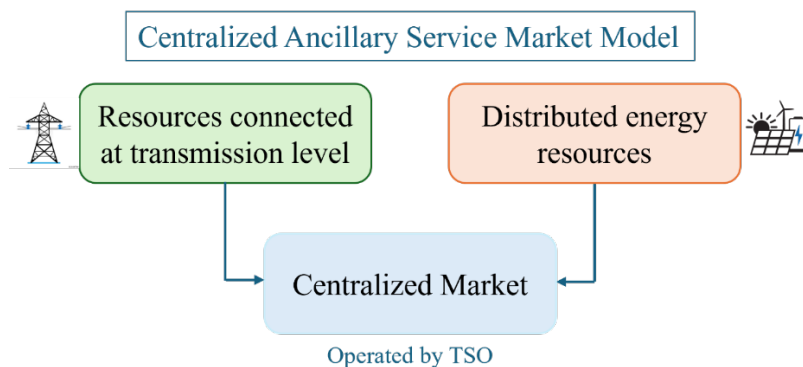 Centralized Ancillary Service Market Model
Resources connected
at transmission level
Distributed energy
resources
Centralized Market
Operated by TSO